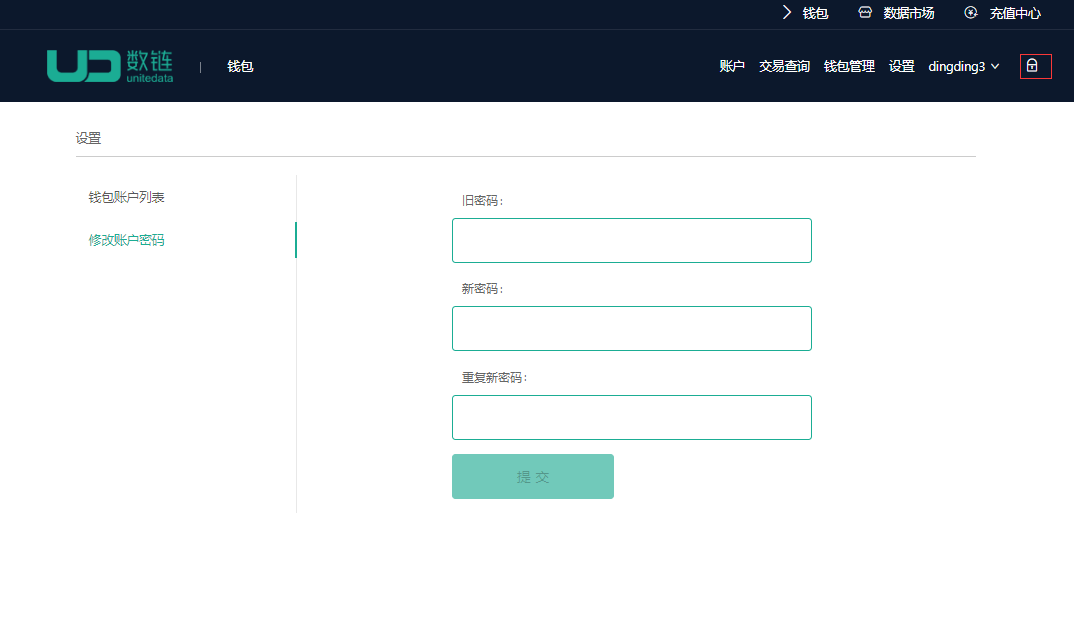 钱包 数据市场 充值中心
数链
unitedata
钱包
账户 交易查询 钱包管理 设置 dingding3
设置
钱包账户列表
修改账户密码
旧密码：
新密码：
重复新密码：
提 交